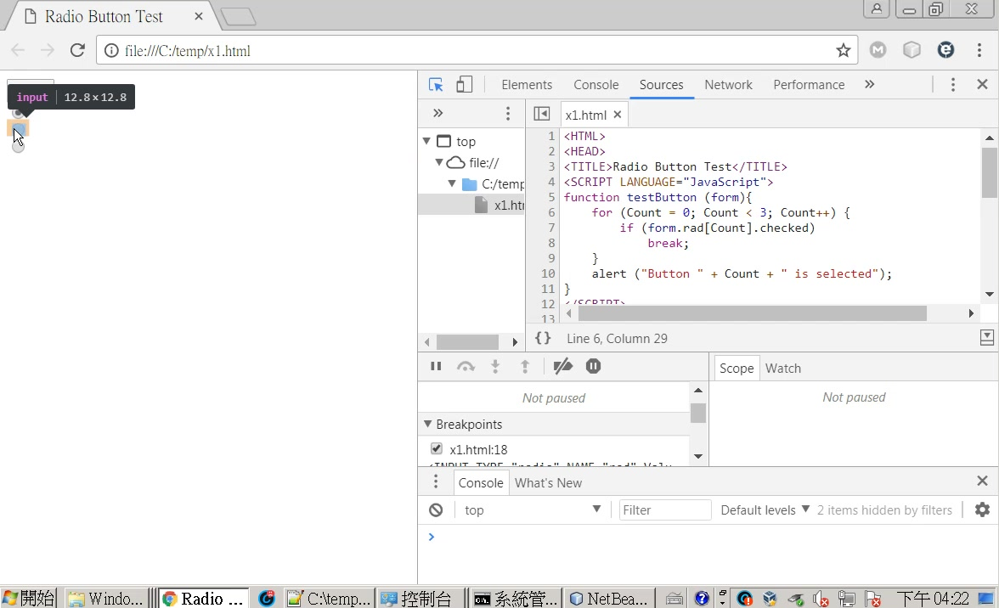 Radio Button Test
file:///C:/temp/x1.html
input 12.8×12.8
Elements Console Sources Network Performance »
x1.html
top
file://
C:/temp
x1.htm
1 <HTML>
2 <HEAD>
3 <TITLE>Radio Button Test</TITLE>
4 <SCRIPT LANGUAGE="JavaScript">
5 function testButton (form){
6 for (Count = 0; Count < 3; Count++) {
7 if (form.rad[Count].checked)
8 break;
9 }
10 alert ("Button " + Count + " is selected");
11 }
12 </SCRIPT>
13
{} Line 6, Column 29
Not paused
Breakpoints
x1.html:18
<INPUT TYPE="radio" NAME="rad" Valu…
Scope Watch
Not paused
Console What's New
top Filter Default levels 2 items hidden by filters
開始 Windo... Radio ... C:\temp... 控制台 系統管... NetBea... 下午 04:22